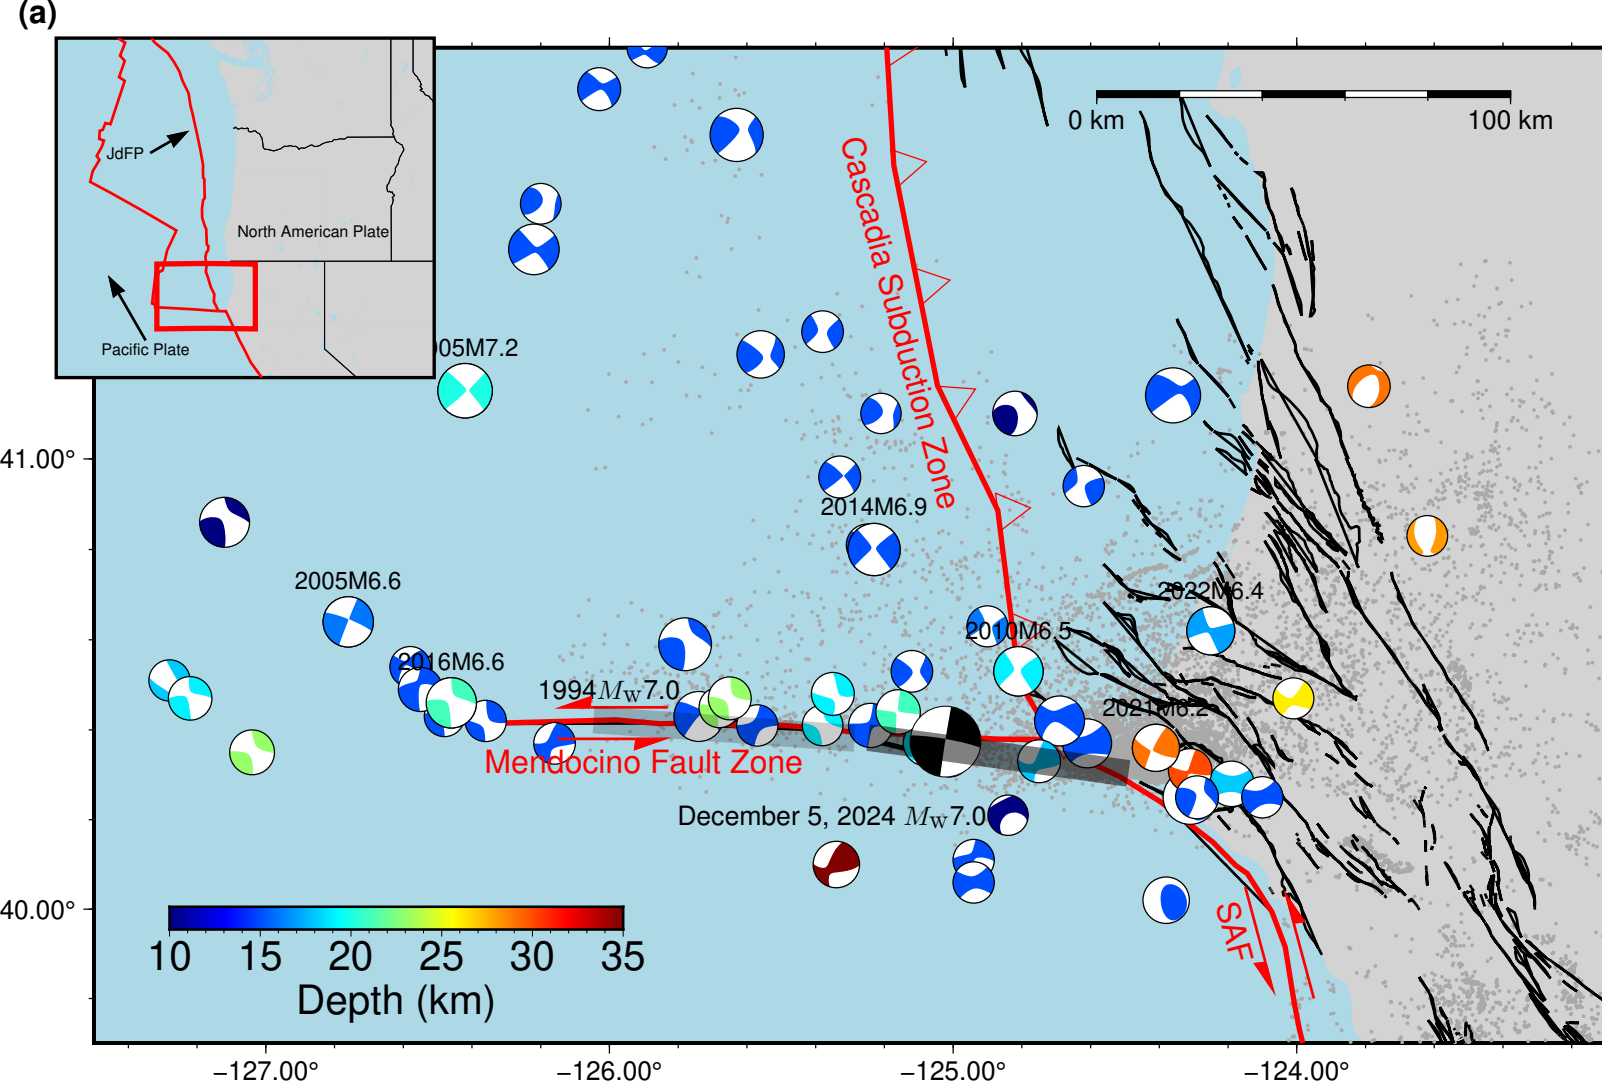 (a)
JdFP
North American Plate
Pacific Plate
0 km
100 km
Cascadia Subduction Zone
05M7.2
41.00°
2014M6.9
2005M6.6
2022M6.4
2010M6.5
2016M6.6
1994 Mw7.0
2021M6.2
Mendocino Fault Zone
December 5, 2024 Mw7.0
40.00°
SAF
10 15 20 25 30 35
Depth (km)
−127.00° −126.00° −125.00° −124.00°